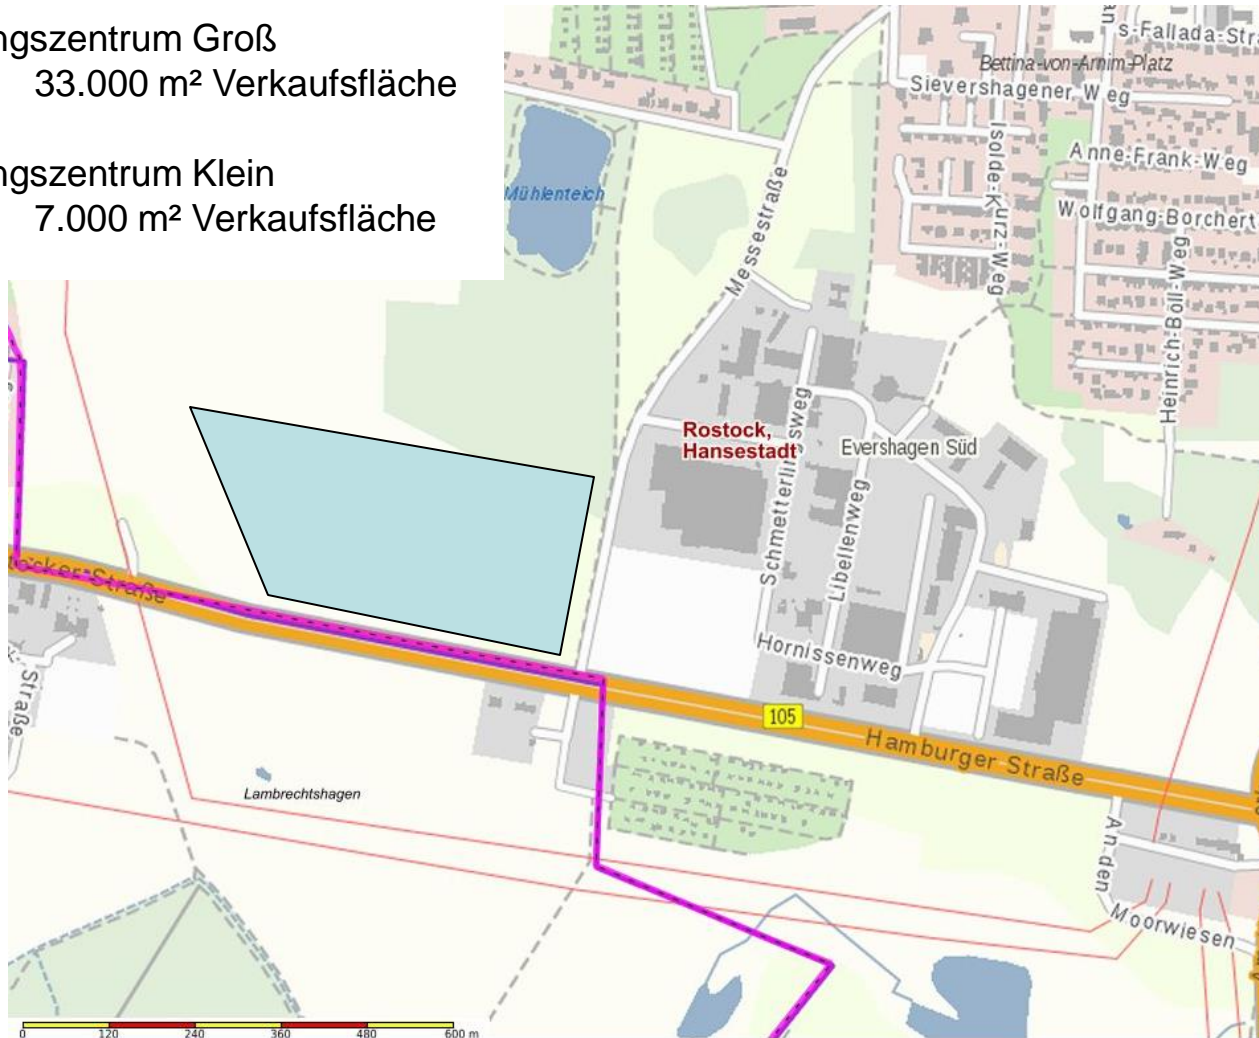 ngszentrum Groß
33.000 m² Verkaufsfläche
ngszentrum Klein
7.000 m² Verkaufsfläche
s-Fallada-Str
Bettina-von-Arnim-Platz
Sievershagener Weg
Isolde-Kurz-Weg
Anne-Frank-Weg
Wolfgang-Borchert
Heinrich-Böll-Weg
Mühlenteich
Messestraße
Rostock,
Hansestadt
Evershagen Süd
Schmetterlingsweg
Libellenweg
Hornissenweg
tocker-Straße
Straße
105
Hamburger Straße
Lambrechtshagen
An den
Moorwiesen
0 120 240 360 480 600 m